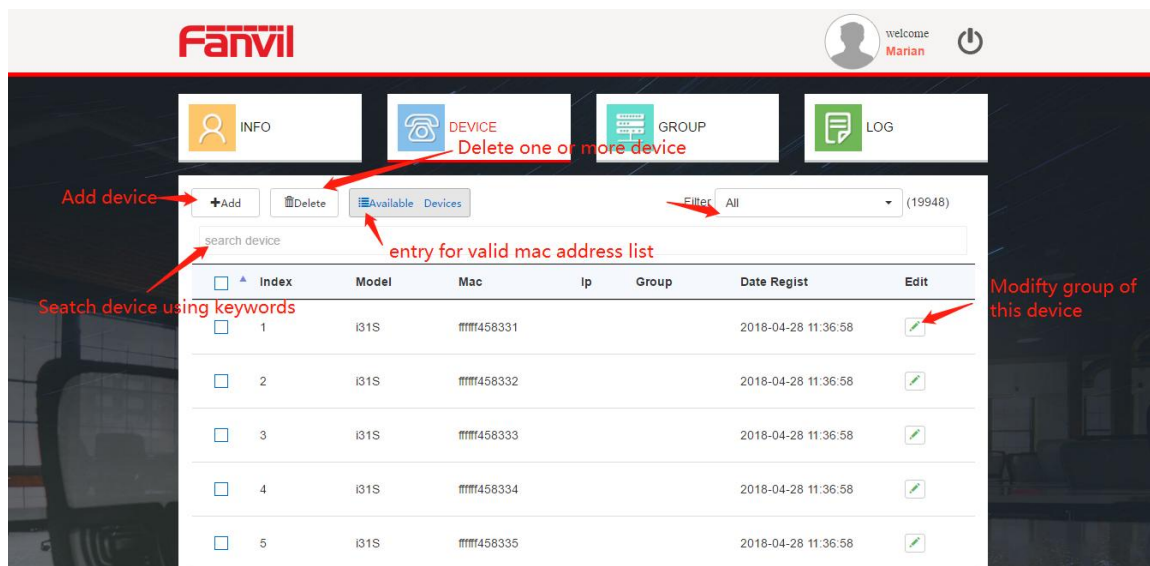 Fanvil
welcome
Marian
INFO
DEVICE
GROUP
LOG
Delete one or more device
Add device
Add
Delete
Available Devices
Filter
All
(19948)
search device
entry for valid mac address list
Index
Model
Mac
Ip
Group
Date Regist
Edit
Seatch device using keywords
Modifty group of
this device
1 i31S ffffff458331 2018-04-28 11:36:58
2 i31S ffffff458332 2018-04-28 11:36:58
3 i31S ffffff458333 2018-04-28 11:36:58
4 i31S ffffff458334 2018-04-28 11:36:58
5 i31S ffffff458335 2018-04-28 11:36:58